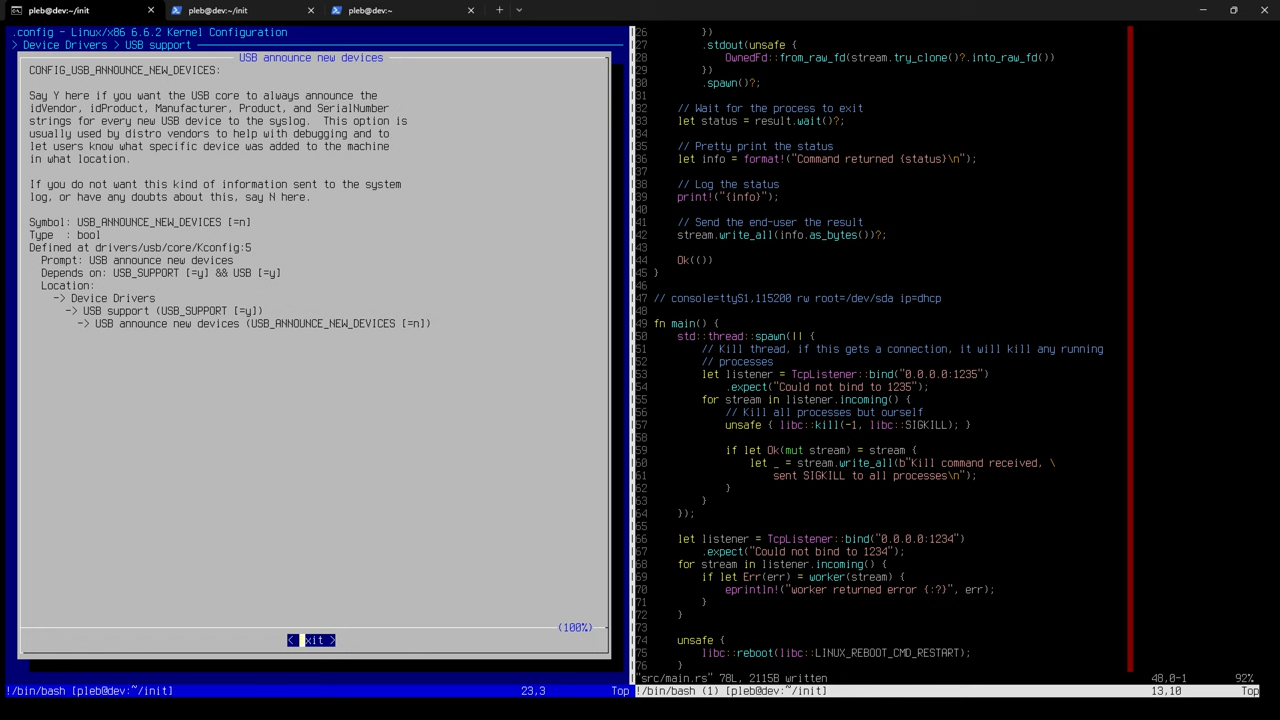 pleb@dev:~/init
pleb@dev:~/init
pleb@dev:~
.config - Linux/x86 6.6.2 Kernel Configuration
> Device Drivers > USB support
USB announce new devices
CONFIG_USB_ANNOUNCE_NEW_DEVICES:
Say Y here if you want the USB core to always announce the
idVendor, idProduct, Manufacturer, Product, and SerialNumber
strings for every new USB device to the syslog.  This option is
usually used by distro vendors to help with debugging and to
let users know what specific device was added to the machine
in what location.
If you do not want this kind of information sent to the system
log, or have any doubts about this, say N here.
Symbol: USB_ANNOUNCE_NEW_DEVICES [=n]
Type  : bool
Defined at drivers/usb/core/Kconfig:5
Prompt: USB announce new devices
Depends on: USB_SUPPORT [=y] && USB [=y]
Location:
-> Device Drivers
-> USB support (USB_SUPPORT [=y])
-> USB announce new devices (USB_ANNOUNCE_NEW_DEVICES [=n])
(100%)
< xit >
!/bin/bash [pleb@dev:~/init] 23,3 Top
26 })
27 .stdout(unsafe {
28 OwnedFd::from_raw_fd(stream.try_clone()?.into_raw_fd())
29 })
30 .spawn()?;
31
32 // Wait for the process to exit
33 let status = result.wait()?;
34
35 // Pretty print the status
36 let info = format!("Command returned {status}\n");
37
38 // Log the status
39 print!("{info}");
40
41 // Send the end-user the result
42 stream.write_all(info.as_bytes())?;
43
44 Ok(())
45 }
46
47 // console=ttyS1,115200 rw root=/dev/sda ip=dhcp
48
49 fn main() {
50 std::thread::spawn(|| {
51 // Kill thread, if this gets a connection, it will kill any running
52 // processes
53 let listener = TcpListener::bind("0.0.0.0:1235")
54 .expect("Could not bind to 1235");
55 for stream in listener.incoming() {
56 // Kill all processes but ourself
57 unsafe { libc::kill(-1, libc::SIGKILL); }
58
59 if let Ok(mut stream) = stream {
60 let _ = stream.write_all(b"Kill command received, \
61 sent SIGKILL to all processes\n");
62 }
63 }
64 });
65
66 let listener = TcpListener::bind("0.0.0.0:1234")
67 .expect("Could not bind to 1234");
68 for stream in listener.incoming() {
69 if let Err(err) = worker(stream) {
70 eprintln!("worker returned error {:?}", err);
71 }
72 }
73
74 unsafe {
75 libc::reboot(libc::LINUX_REBOOT_CMD_RESTART);
76 }
"src/main.rs" 78L, 2115B written 48,0-1 92%
!/bin/bash (1) [pleb@dev:~/init] 13,10 Top